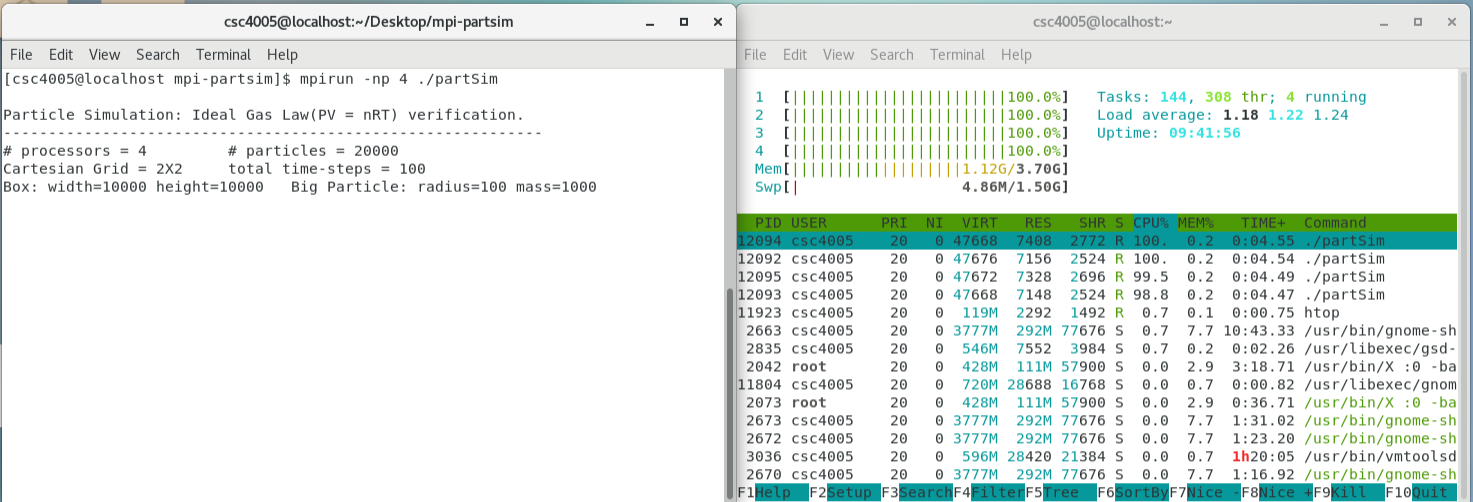 csc4005@localhost:~/Desktop/mpi-partsim
File Edit View Search Terminal Help
[csc4005@localhost mpi-partsim]$ mpirun -np 4 ./partSim
Particle Simulation: Ideal Gas Law(PV = nRT) verification.
------------------------------------------------------------
# processors = 4 # particles = 20000
Cartesian Grid = 2X2 total time-steps = 100
Box: width=10000 height=10000 Big Particle: radius=100 mass=1000
csc4005@localhost:~
File Edit View Search Terminal Help
1 [||||||||||||||||||||||||100.0%] Tasks: 144, 308 thr; 4 running
2 [||||||||||||||||||||||||100.0%] Load average: 1.18 1.22 1.24
3 [||||||||||||||||||||||||100.0%] Uptime: 09:41:56
4 [||||||||||||||||||||||||100.0%]
Mem[|||||||||||||||||||1.12G/3.70G]
Swp[| 4.86M/1.50G]
PID USER PRI NI VIRT RES SHR S CPU% MEM% TIME+ Command
12094 csc4005 20 0 47668 7408 2772 R 100. 0.2 0:04.55 ./partSim
12092 csc4005 20 0 47676 7156 2524 R 100. 0.2 0:04.54 ./partSim
12095 csc4005 20 0 47672 7328 2696 R 99.5 0.2 0:04.49 ./partSim
12093 csc4005 20 0 47668 7148 2524 R 98.8 0.2 0:04.47 ./partSim
11923 csc4005 20 0 119M 2292 1492 R 0.7 0.1 0:00.75 htop
2663 csc4005 20 0 3777M 292M 77676 S 0.7 7.7 10:43.33 /usr/bin/gnome-sh
2835 csc4005 20 0 546M 7552 3984 S 0.7 0.2 0:02.26 /usr/libexec/gsd-
2042 root 20 0 428M 111M 57900 S 0.0 2.9 3:18.71 /usr/bin/X :0 -ba
11804 csc4005 20 0 720M 28688 16768 S 0.0 0.7 0:00.82 /usr/libexec/gnom
2073 root 20 0 428M 111M 57900 S 0.0 2.9 0:36.71 /usr/bin/X :0 -ba
2673 csc4005 20 0 3777M 292M 77676 S 0.0 7.7 1:31.02 /usr/bin/gnome-sh
2672 csc4005 20 0 3777M 292M 77676 S 0.0 7.7 1:23.20 /usr/bin/gnome-sh
3036 csc4005 20 0 596M 28420 21384 S 0.0 0.7 1h20:05 /usr/bin/vmtoolsd
2670 csc4005 20 0 3777M 292M 77676 S 0.0 7.7 1:16.92 /usr/bin/gnome-sh
F1Help F2Setup F3SearchF4FilterF5Tree F6SortByF7Nice -F8Nice +F9Kill F10Quit